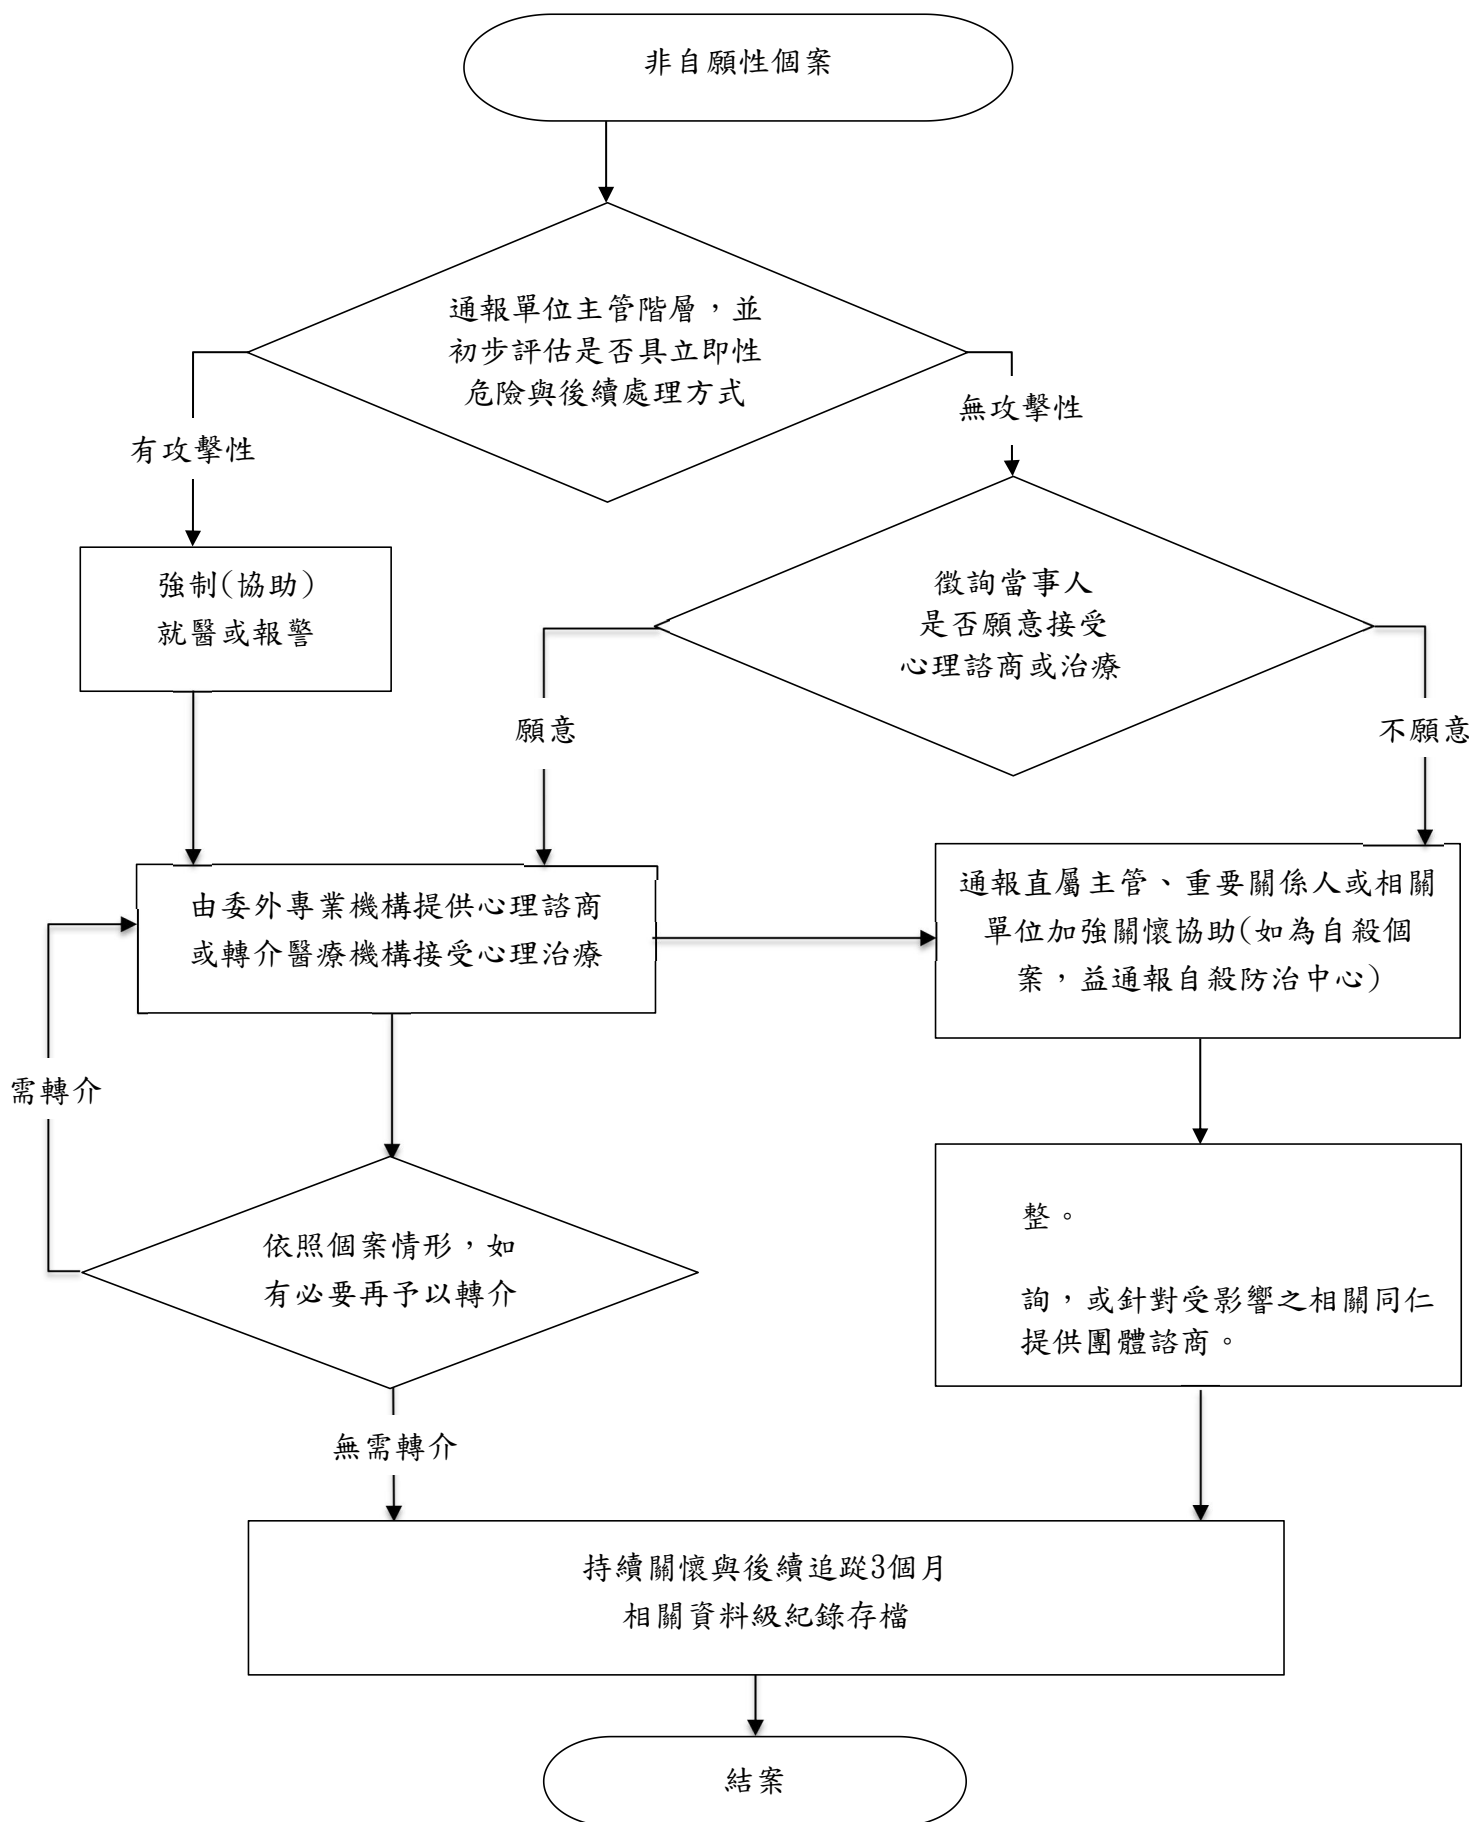 非自願性個案
通報單位主管階層，並
初步評估是否具立即性
危險與後續處理方式
有攻擊性
無攻擊性
強制(協助)
就醫或報警
徵詢當事人
是否願意接受
心理諮商或治療
願意
不願意
由委外專業機構提供心理諮商
或轉介醫療機構接受心理治療
通報直屬主管、重要關係人或相關
單位加強關懷協助(如為自殺個
案，益通報自殺防治中心)
需轉介
依照個案情形，如
有必要再予以轉介
整。
詢，或針對受影響之相關同仁
提供團體諮商。
無需轉介
持續關懷與後續追蹤3個月
相關資料級紀錄存檔
結案